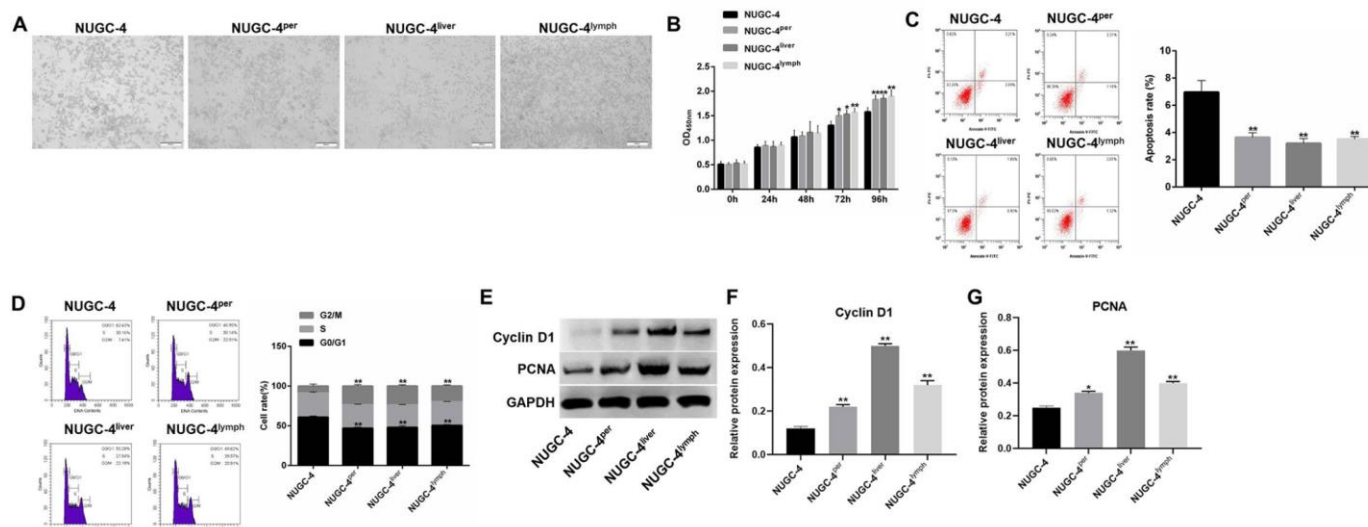 A
NUGC-4
NUGC-4per
NUGC-4liver
NUGC-4lymph
B
NUGC-4
NUGC-4per
NUGC-4liver
NUGC-4lymph
OD450nm
2.5
2.0
1.5
1.0
0.5
0.0
* * **
**** **
0h 24h 48h 72h 96h
C
NUGC-4
NUGC-4per
NUGC-4liver
NUGC-4lymph
PI-PE
Annexin-V FITC
Apoptosis rate (%)
10
8
6
4
2
0
** ** **
NUGC-4 NUGC-4per NUGC-4liver NUGC-4lymph
D
NUGC-4
NUGC-4per
NUGC-4liver
NUGC-4lymph
Counts
DNA Contents
G2/M
S
G0/G1
Cell rate(%)
150
100
50
0
** ** **
** ** **
NUGC-4 NUGC-4per NUGC-4liver NUGC-4lymph
E
Cyclin D1
PCNA
GAPDH
NUGC-4 NUGC-4per NUGC-4liver NUGC-4lymph
F
Cyclin D1
Relative protein expression
0.6
0.4
0.2
0.0
** ** **
NUGC-4 NUGC-4per NUGC-4liver NUGC-4lymph
G
PCNA
Relative protein expression
0.8
0.6
0.4
0.2
0.0
* ** **
NUGC-4 NUGC-4per NUGC-4liver NUGC-4lymph